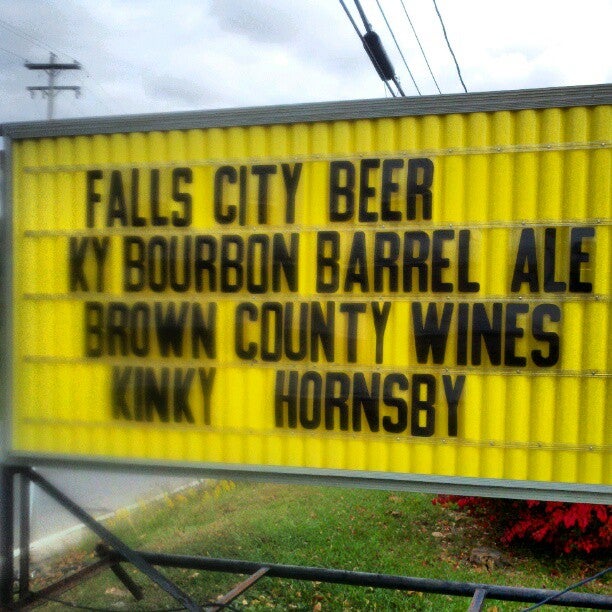 FALLS CITY BEER
KY BOURBON BARREL ALE
BROWN COUNTY WINES
KINKY HORNSBY